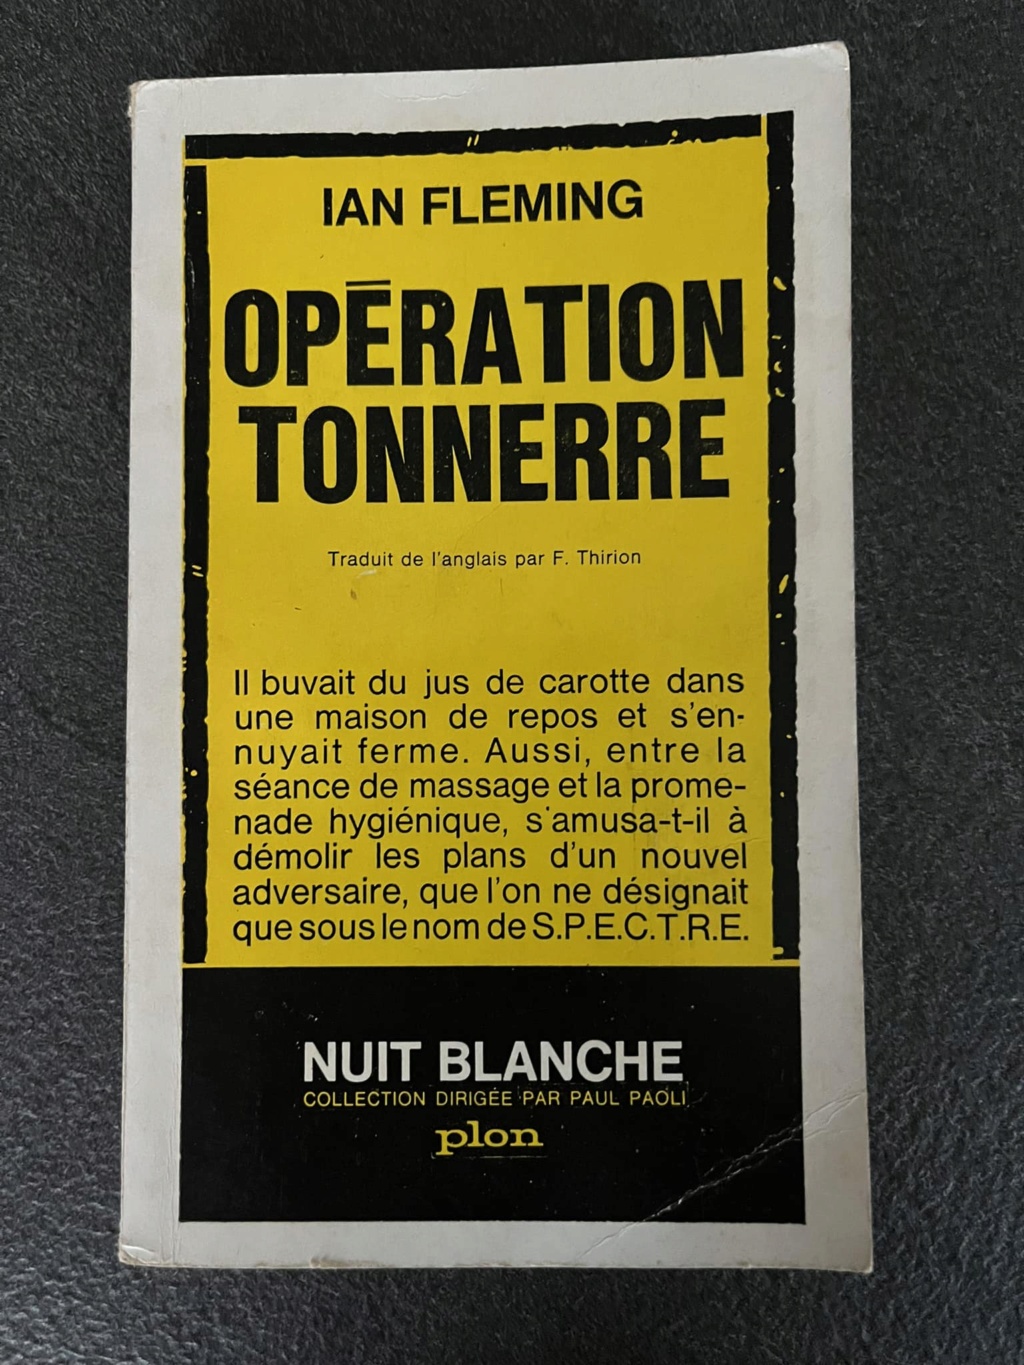 IAN FLEMING
OPÉRATION
TONNERRE
Traduit de l'anglais par F. Thirion
Il buvait du jus de carotte dans
une maison de repos et s'en-
nuyait ferme. Aussi, entre la
séance de massage et la prome-
nade hygiénique, s'amusa-t-il à
démolir les plans d'un nouvel
adversaire, que l'on ne désignait
que sous le nom de S.P.E.C.T.R.E.
NUIT BLANCHE
COLLECTION DIRIGÉE PAR PAUL PAOLI
plon